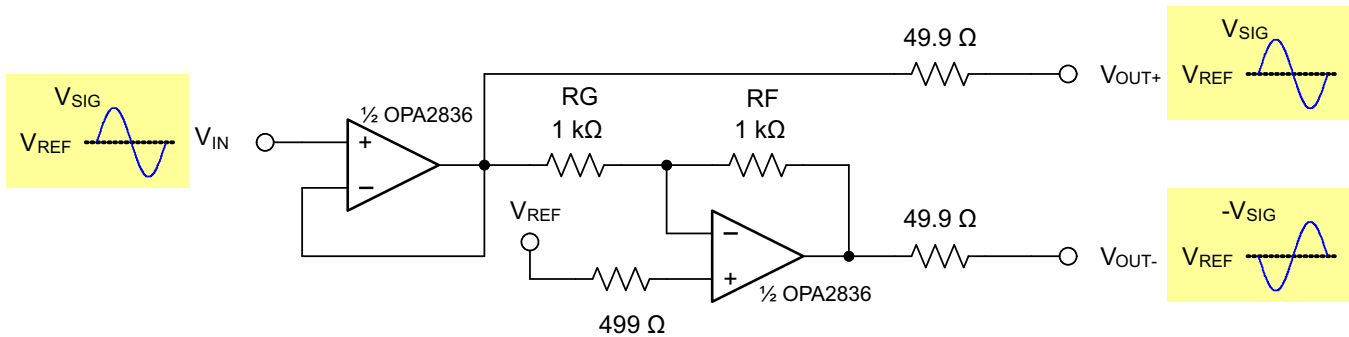 VSIG
VREF
VIN
½ OPA2836
+
−
RG
1 kΩ
RF
1 kΩ
VREF
499 Ω
−
+
½ OPA2836
49.9 Ω
VOUT+
VSIG
VREF
49.9 Ω
VOUT-
-VSIG
VREF